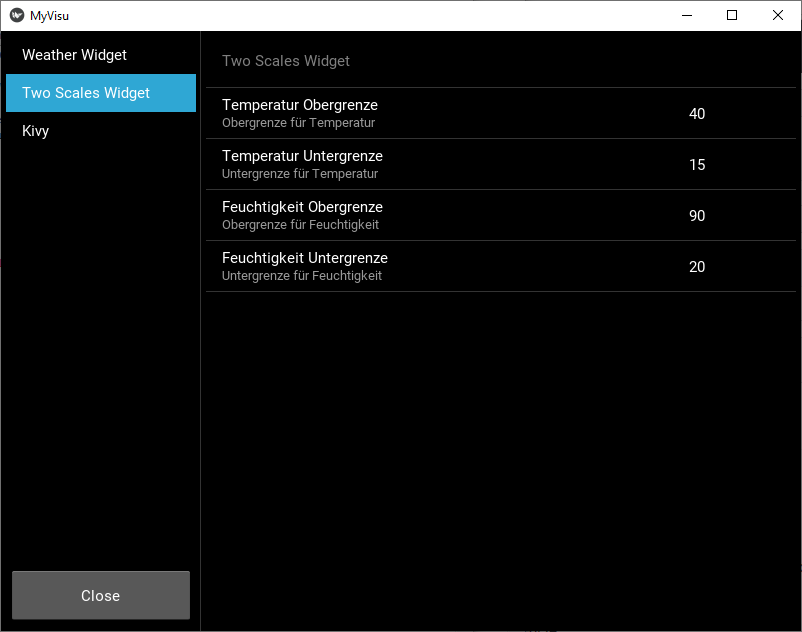 MyVisu
Weather Widget
Two Scales Widget
Kivy
Close
Two Scales Widget
Temperatur Obergrenze
40
Obergrenze für Temperatur
Temperatur Untergrenze
15
Untergrenze für Temperatur
Feuchtigkeit Obergrenze
90
Obergrenze für Feuchtigkeit
Feuchtigkeit Untergrenze
20
Untergrenze für Feuchtigkeit